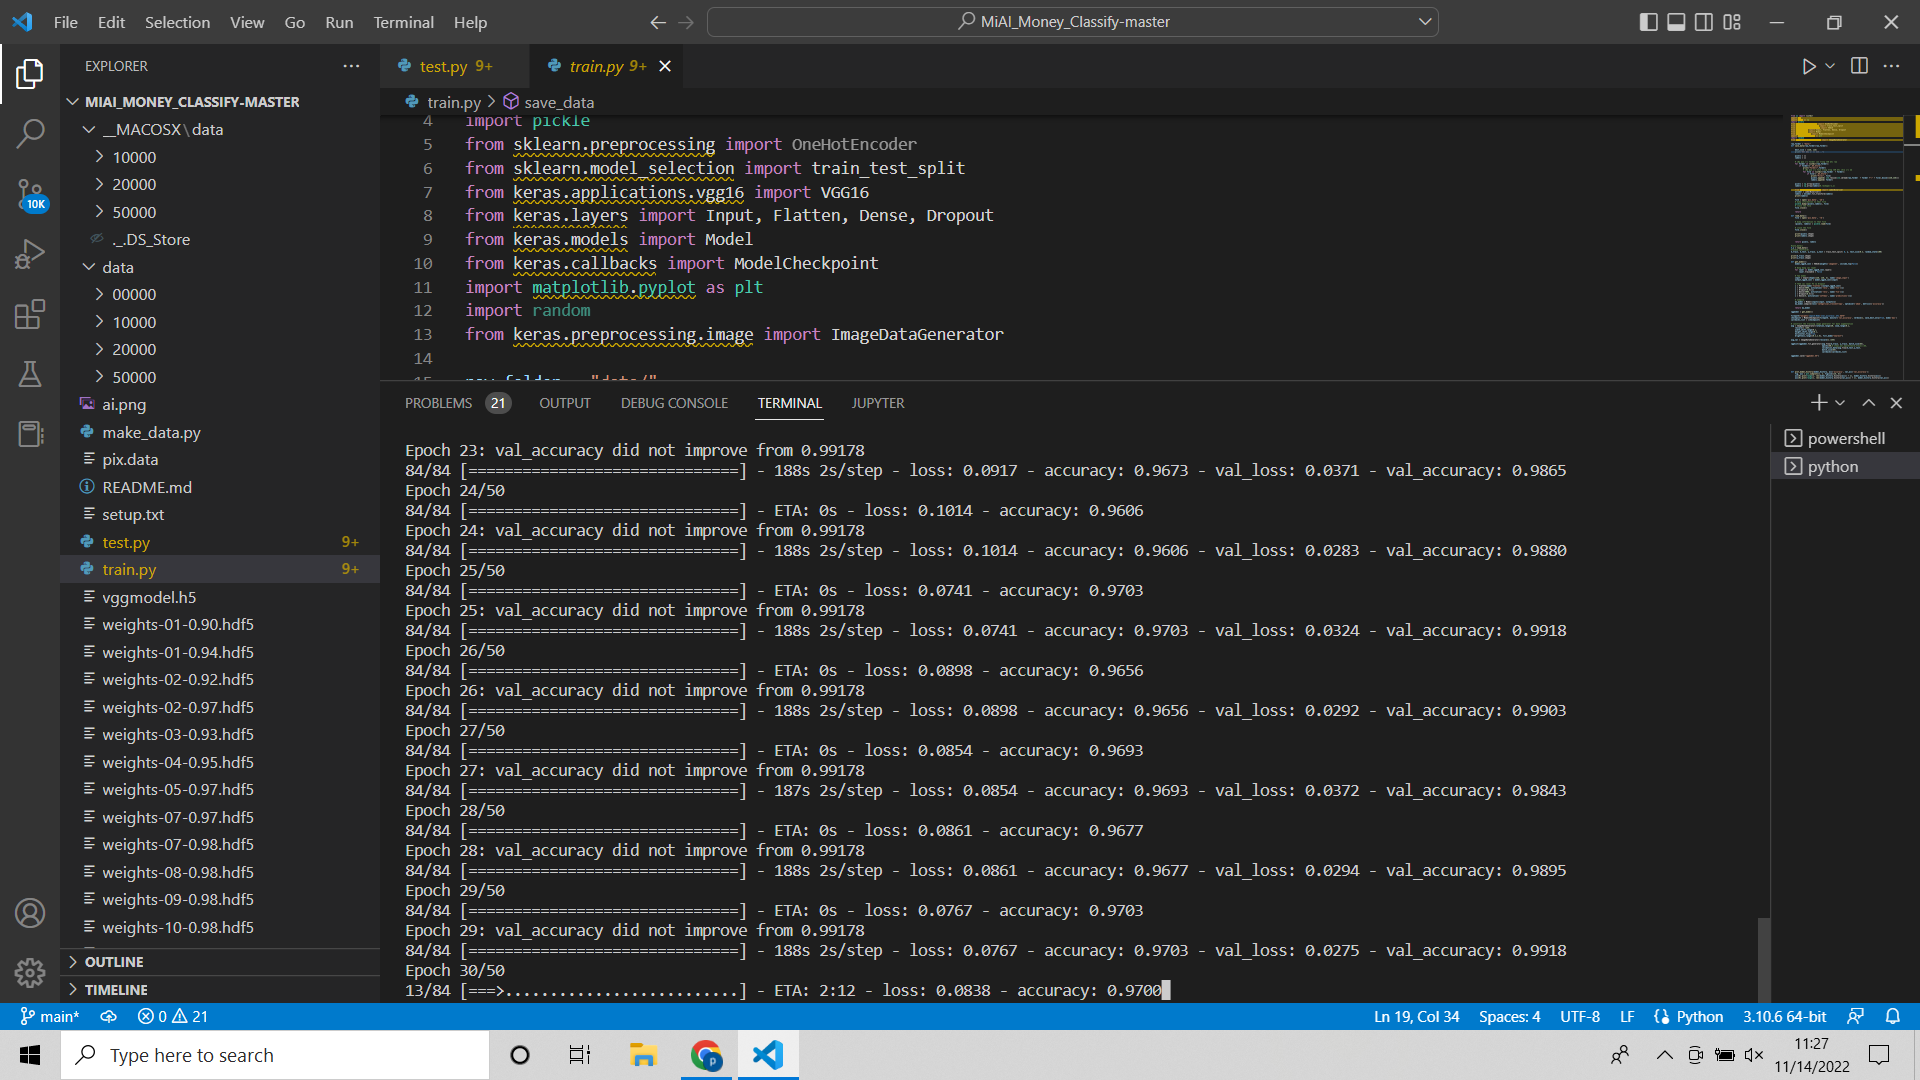 File Edit Selection View Go Run Terminal Help
MiAI_Money_Classify-master
EXPLORER
MIAI_MONEY_CLASSIFY-MASTER
__MACOSX\data
10000
20000
50000
._.DS_Store
data
00000
10000
20000
50000
ai.png
make_data.py
pix.data
README.md
setup.txt
test.py 9+
train.py 9+
vggmodel.h5
weights-01-0.90.hdf5
weights-01-0.94.hdf5
weights-02-0.92.hdf5
weights-02-0.97.hdf5
weights-03-0.93.hdf5
weights-04-0.95.hdf5
weights-05-0.97.hdf5
weights-07-0.97.hdf5
weights-07-0.98.hdf5
weights-08-0.98.hdf5
weights-09-0.98.hdf5
weights-10-0.98.hdf5
OUTLINE
TIMELINE
10K
test.py 9+ train.py 9+
train.py > save_data
4 import pickle
5 from sklearn.preprocessing import OneHotEncoder
6 from sklearn.model_selection import train_test_split
7 from keras.applications.vgg16 import VGG16
8 from keras.layers import Input, Flatten, Dense, Dropout
9 from keras.models import Model
10 from keras.callbacks import ModelCheckpoint
11 import matplotlib.pyplot as plt
12 import random
13 from keras.preprocessing.image import ImageDataGenerator
14
PROBLEMS 21 OUTPUT DEBUG CONSOLE TERMINAL JUPYTER
powershell
python
Epoch 23: val_accuracy did not improve from 0.99178
84/84 [==============================] - 188s 2s/step - loss: 0.0917 - accuracy: 0.9673 - val_loss: 0.0371 - val_accuracy: 0.9865
Epoch 24/50
84/84 [==============================] - ETA: 0s - loss: 0.1014 - accuracy: 0.9606
Epoch 24: val_accuracy did not improve from 0.99178
84/84 [==============================] - 188s 2s/step - loss: 0.1014 - accuracy: 0.9606 - val_loss: 0.0283 - val_accuracy: 0.9880
Epoch 25/50
84/84 [==============================] - ETA: 0s - loss: 0.0741 - accuracy: 0.9703
Epoch 25: val_accuracy did not improve from 0.99178
84/84 [==============================] - 188s 2s/step - loss: 0.0741 - accuracy: 0.9703 - val_loss: 0.0324 - val_accuracy: 0.9918
Epoch 26/50
84/84 [==============================] - ETA: 0s - loss: 0.0898 - accuracy: 0.9656
Epoch 26: val_accuracy did not improve from 0.99178
84/84 [==============================] - 188s 2s/step - loss: 0.0898 - accuracy: 0.9656 - val_loss: 0.0292 - val_accuracy: 0.9903
Epoch 27/50
84/84 [==============================] - ETA: 0s - loss: 0.0854 - accuracy: 0.9693
Epoch 27: val_accuracy did not improve from 0.99178
84/84 [==============================] - 187s 2s/step - loss: 0.0854 - accuracy: 0.9693 - val_loss: 0.0372 - val_accuracy: 0.9843
Epoch 28/50
84/84 [==============================] - ETA: 0s - loss: 0.0861 - accuracy: 0.9677
Epoch 28: val_accuracy did not improve from 0.99178
84/84 [==============================] - 188s 2s/step - loss: 0.0861 - accuracy: 0.9677 - val_loss: 0.0294 - val_accuracy: 0.9895
Epoch 29/50
84/84 [==============================] - ETA: 0s - loss: 0.0767 - accuracy: 0.9703
Epoch 29: val_accuracy did not improve from 0.99178
84/84 [==============================] - 188s 2s/step - loss: 0.0767 - accuracy: 0.9703 - val_loss: 0.0275 - val_accuracy: 0.9918
Epoch 30/50
13/84 [===>..........................] - ETA: 2:12 - loss: 0.0838 - accuracy: 0.9700
main* 0 21 Ln 19, Col 34 Spaces: 4 UTF-8 LF Python 3.10.6 64-bit
Type here to search
11:27
11/14/2022